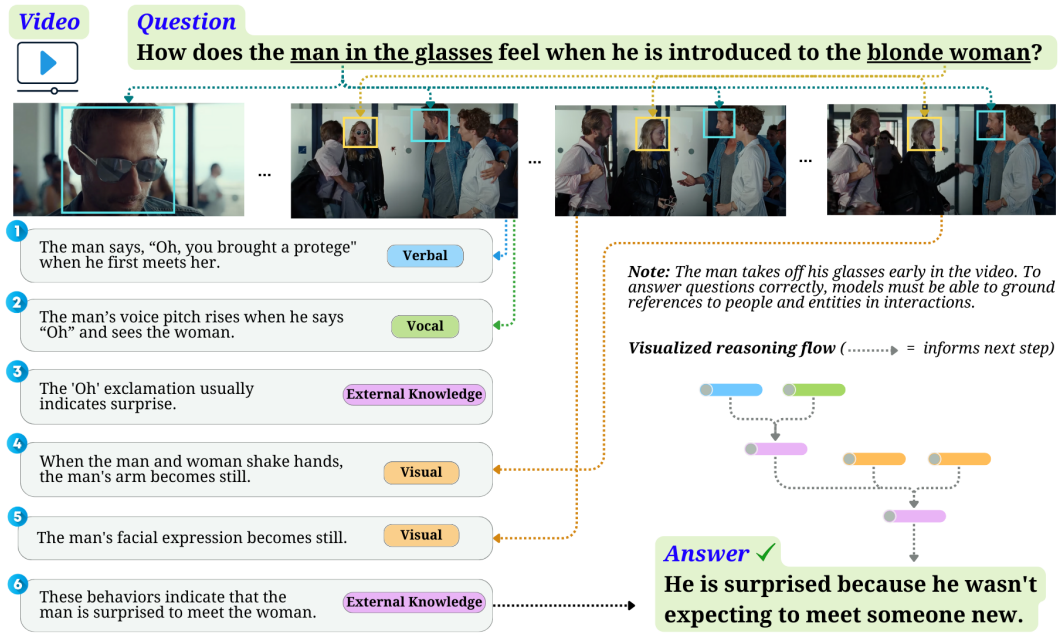 Video
Question
How does the man in the glasses feel when he is introduced to the blonde woman?
...
...
...
1
The man says, “Oh, you brought a protege"
when he first meets her.
Verbal
2
The man’s voice pitch rises when he says
“Oh” and sees the woman.
Vocal
3
The 'Oh' exclamation usually
indicates surprise.
External Knowledge
4
When the man and woman shake hands,
the man's arm becomes still.
Visual
5
The man's facial expression becomes still.
Visual
6
These behaviors indicate that the
man is surprised to meet the woman.
External Knowledge
Note: The man takes off his glasses early in the video. To
answer questions correctly, models must be able to ground
references to people and entities in interactions.
Visualized reasoning flow ( = informs next step)
Answer ✓
He is surprised because he wasn't
expecting to meet someone new.